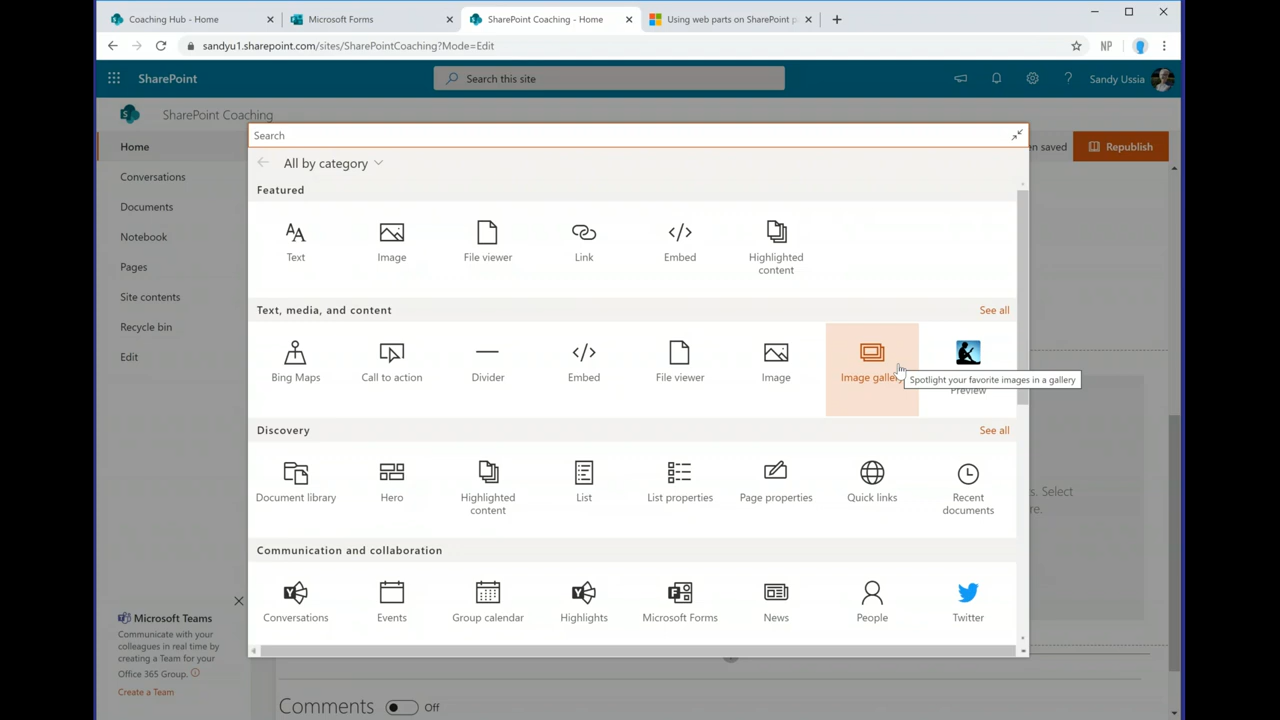 Coaching Hub - Home
Microsoft Forms
SharePoint Coaching - Home
Using web parts on SharePoint p
sandyu1.sharepoint.com/sites/SharePointCoaching?Mode=Edit
NP
SharePoint
Search this site
Sandy Ussia
SharePoint Coaching
Home
Conversations
Documents
Notebook
Pages
Site contents
Recycle bin
Edit
en saved
Republish
Search
All by category
Featured
Text
Image
File viewer
Link
Embed
Highlighted
content
Text, media, and content
See all
Bing Maps
Call to action
Divider
Embed
File viewer
Image
Image galle
Spotlight your favorite images in a gallery
Preview
Discovery
See all
Document library
Hero
Highlighted
content
List
List properties
Page properties
Quick links
Recent
documents
s. Select
re.
Communication and collaboration
Conversations
Events
Group calendar
Highlights
Microsoft Forms
News
People
Twitter
Microsoft Teams
Communicate with your
colleagues in real time by
creating a Team for your
Office 365 Group.
Create a Team
Comments
Off